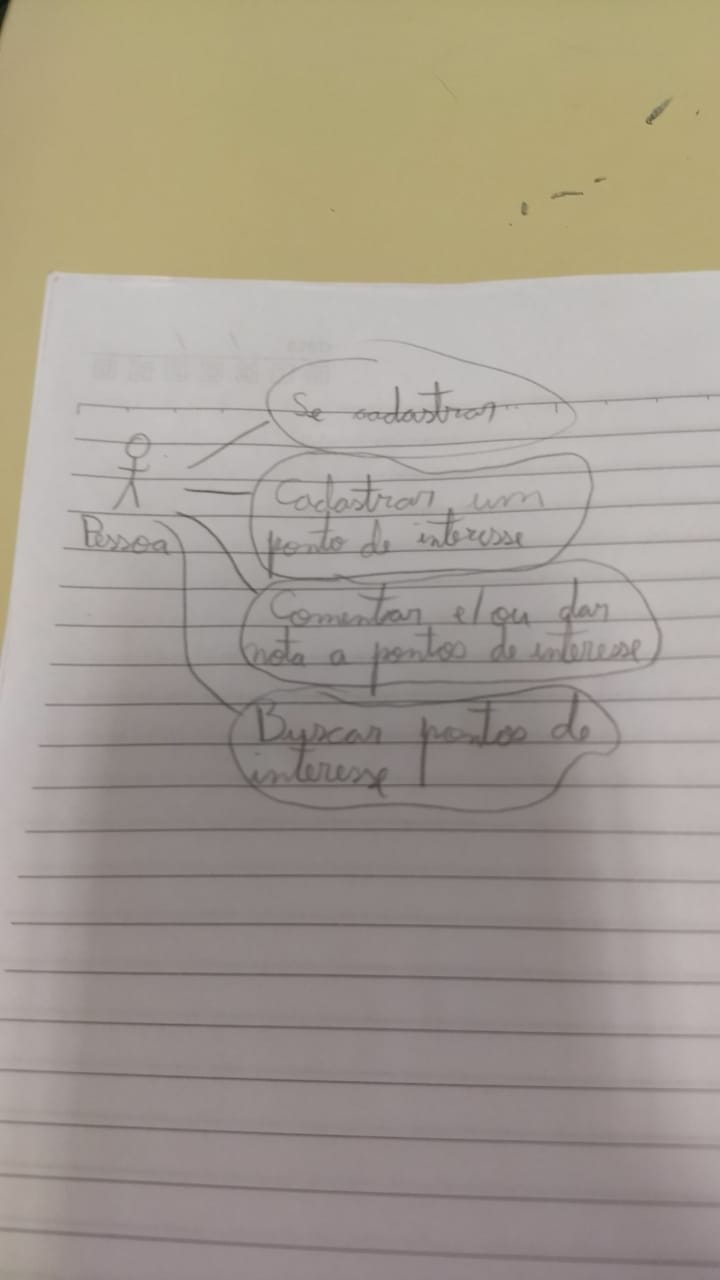 Se cadastrar
Cadastrar um
ponto de interesse
Pessoa
Comentar e/ou dar
nota a pontos de interesse
Buscar pontos de
interesse